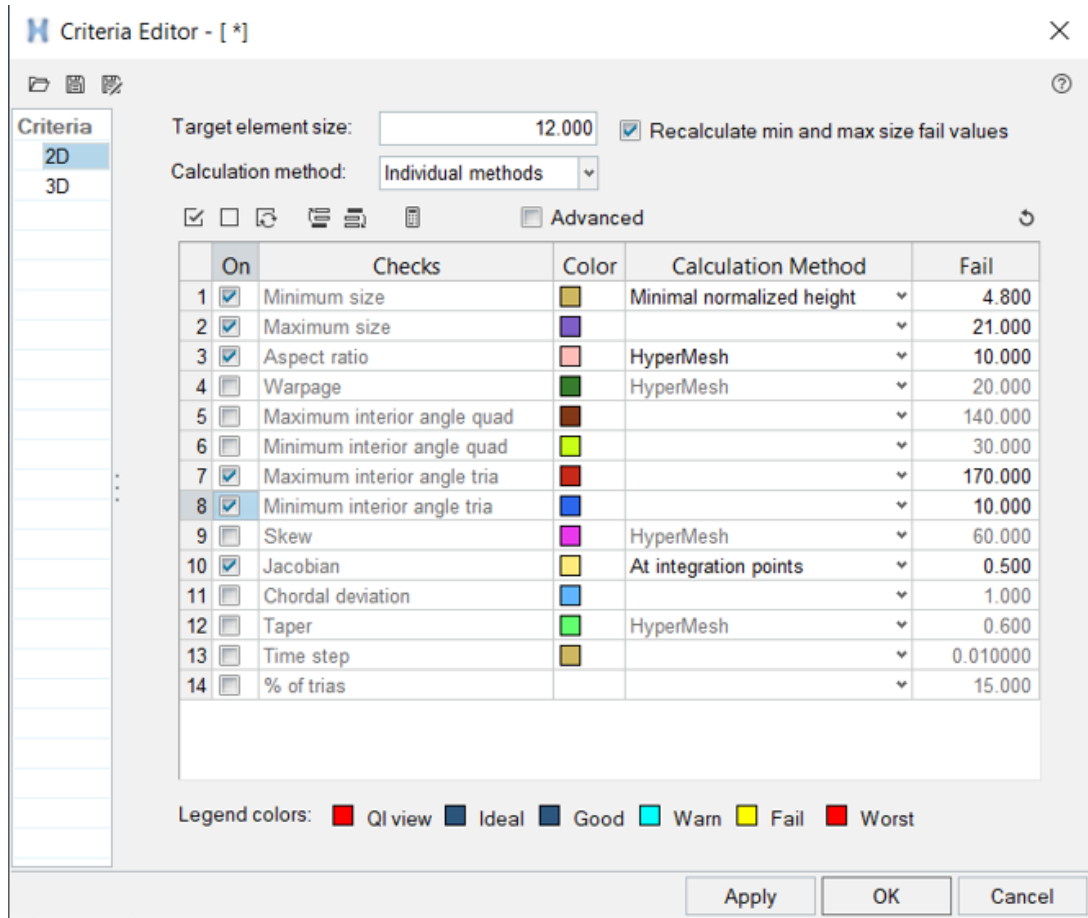 Criteria Editor - [ *]
Criteria
2D
3D
Target element size: 12.000 Recalculate min and max size fail values
Calculation method: Individual methods
Advanced
On Checks Color Calculation Method Fail
1 Minimum size Minimal normalized height 4.800
2 Maximum size 21.000
3 Aspect ratio HyperMesh 10.000
4 Warpage HyperMesh 20.000
5 Maximum interior angle quad 140.000
6 Minimum interior angle quad 30.000
7 Maximum interior angle tria 170.000
8 Minimum interior angle tria 10.000
9 Skew HyperMesh 60.000
10 Jacobian At integration points 0.500
11 Chordal deviation 1.000
12 Taper HyperMesh 0.600
13 Time step 0.010000
14 % of trias 15.000
Legend colors: QI view Ideal Good Warn Fail Worst
Apply OK Cancel